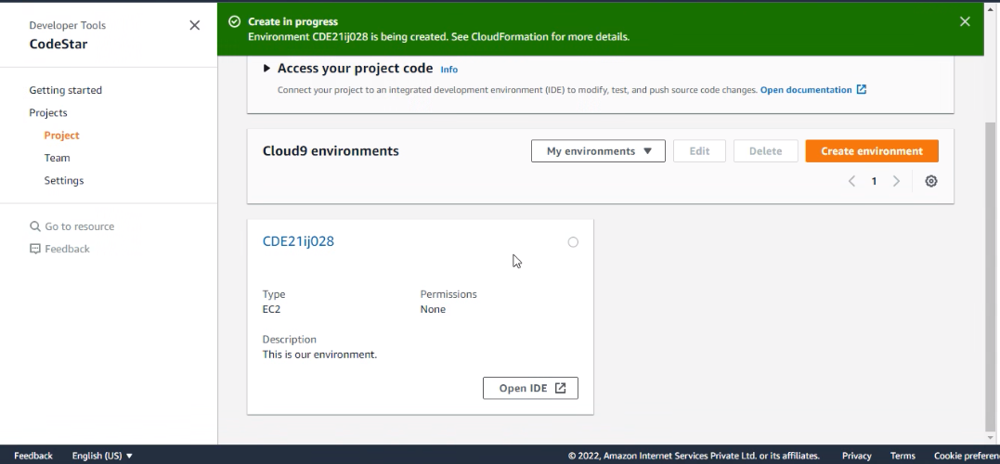 Developer Tools
CodeStar
Getting started
Projects
Project
Team
Settings
Go to resource
Feedback
Create in progress
Environment CDE21ij028 is being created. See CloudFormation for more details.
Access your project code Info
Connect your project to an integrated development environment (IDE) to modify, test, and push source code changes. Open documentation
Cloud9 environments
My environments
Edit
Delete
Create environment
1
CDE21ij028
Type
EC2
Permissions
None
Description
This is our environment.
Open IDE
Feedback English (US) © 2022, Amazon Internet Services Private Ltd. or its affiliates. Privacy Terms Cookie preferen